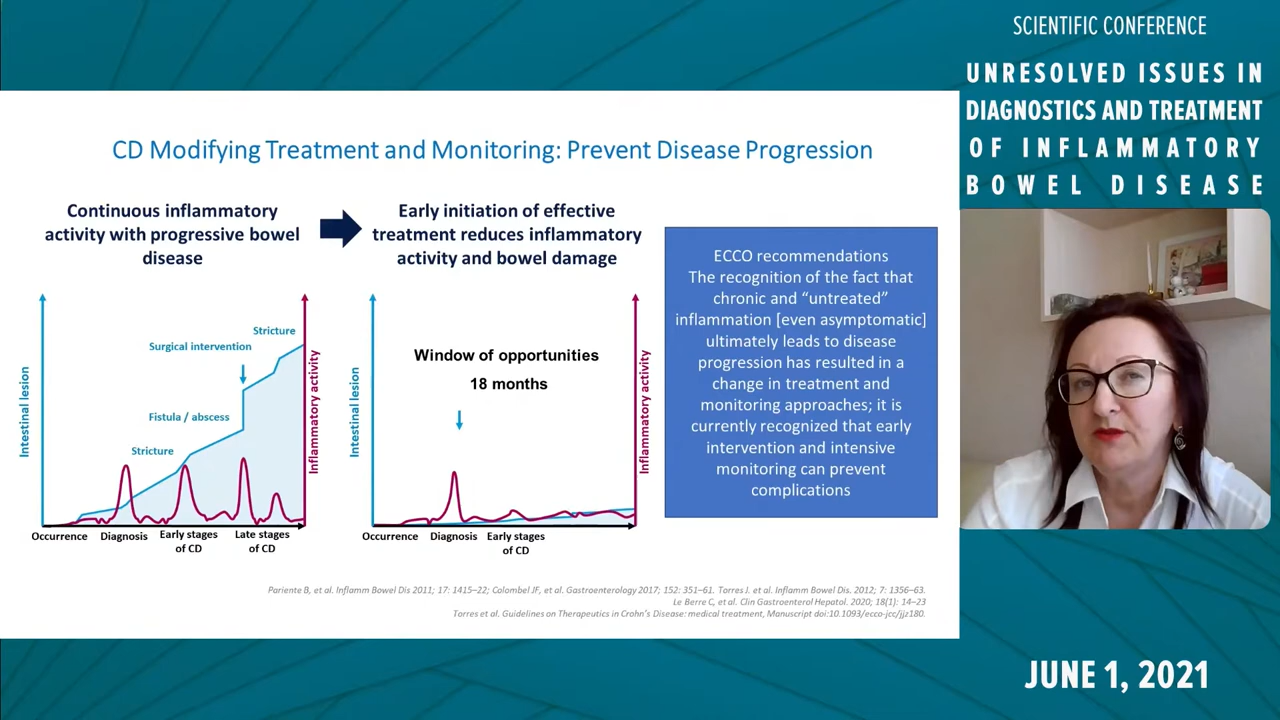 SCIENTIFIC CONFERENCE
UNRESOLVED ISSUES IN
DIAGNOSTICS AND TREATMENT
OF INFLAMMATORY
BOWEL DISEASE
CD Modifying Treatment and Monitoring: Prevent Disease Progression
Continuous inflammatory
activity with progressive bowel
disease
Early initiation of effective
treatment reduces inflammatory
activity and bowel damage
Intestinal lesion
Stricture
Surgical intervention
Fistula / abscess
Stricture
Inflammatory activity
Occurrence
Diagnosis
Early stages
of CD
Late stages
of CD
Intestinal lesion
Window of opportunities
18 months
Inflammatory activity
Occurrence
Diagnosis
Early stages
of CD
ECCO recommendations
The recognition of the fact that
chronic and “untreated”
inflammation [even asymptomatic]
ultimately leads to disease
progression has resulted in a
change in treatment and
monitoring approaches; it is
currently recognized that early
intervention and intensive
monitoring can prevent
complications
Pariente B, et al. Inflamm Bowel Dis 2011; 17: 1415–22; Colombel JF, et al. Gastroenterology 2017; 152: 351–61. Torres J. et al. Inflamm Bowel Dis. 2012; 7: 1356–63.
Le Berre C, et al. Clin Gastroenterol Hepatol. 2020; 18(1): 14–23
Torres et al. Guidelines on Therapeutics in Crohn’s Disease: medical treatment, Manuscript doi:10.1093/ecco-jcc/jjz180.
JUNE 1, 2021